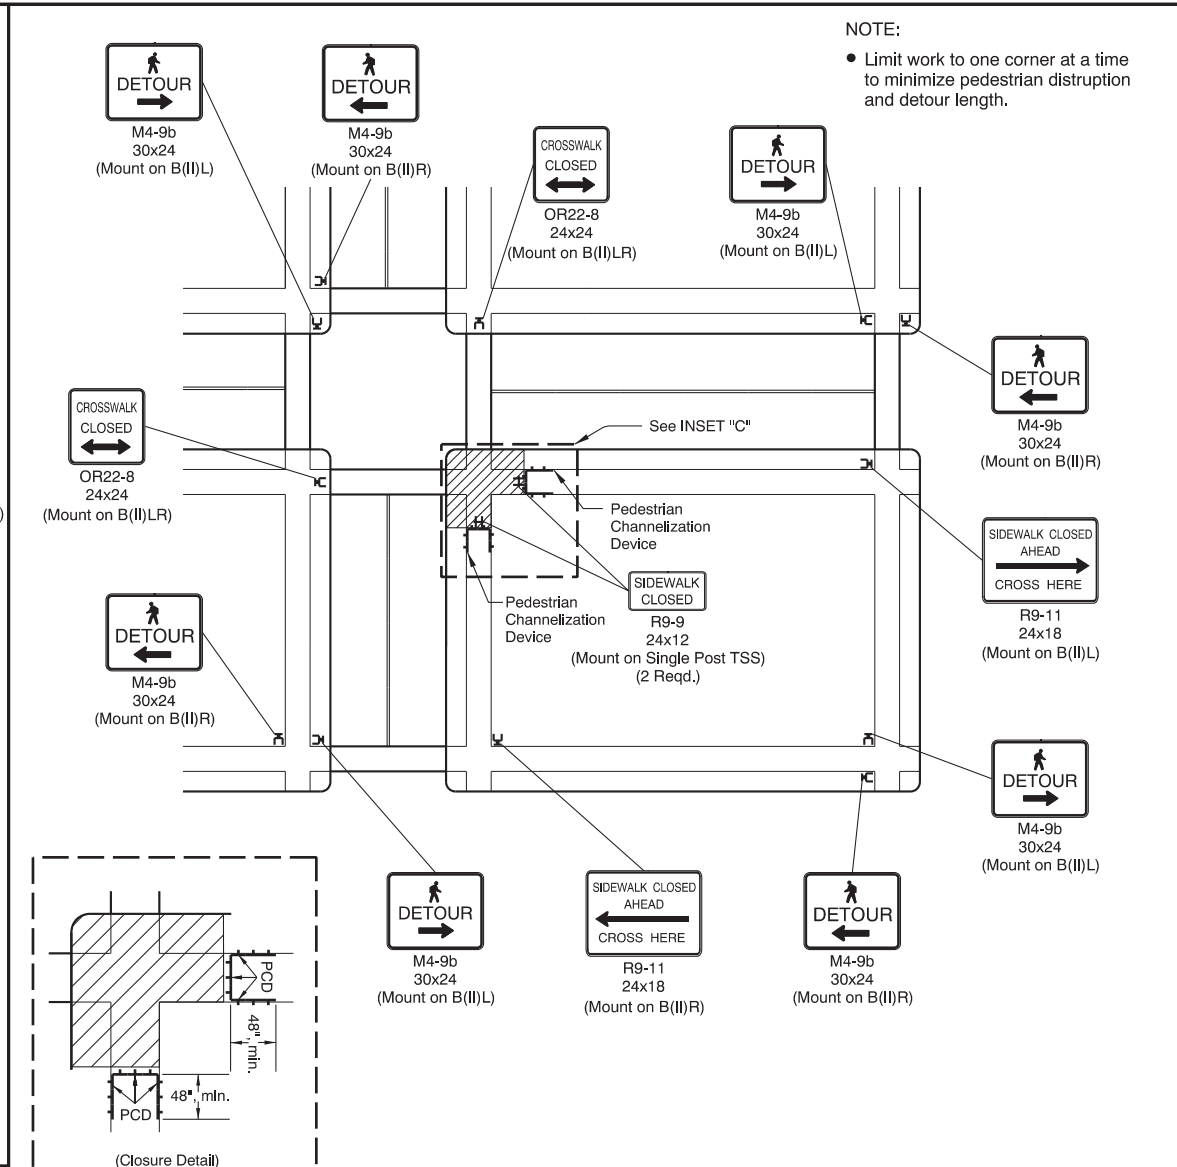 NOTE:
● Limit work to one corner at a time
to minimize pedestrian distruption
and detour length.
DETOUR
M4-9b
30x24
(Mount on B(II)L)
DETOUR
M4-9b
30x24
(Mount on B(II)R)
CROSSWALK
CLOSED
OR22-8
24x24
(Mount on B(II)LR)
DETOUR
M4-9b
30x24
(Mount on B(II)L)
DETOUR
M4-9b
30x24
(Mount on B(II)R)
CROSSWALK
CLOSED
OR22-8
24x24
(Mount on B(II)LR)
)
See INSET "C"
Pedestrian
Channelization
Device
SIDEWALK CLOSED
AHEAD
CROSS HERE
R9-11
24x18
(Mount on B(II)L)
SIDEWALK
CLOSED
R9-9
24x12
(Mount on Single Post TSS)
(2 Reqd.)
Pedestrian
Channelization
Device
DETOUR
M4-9b
30x24
(Mount on B(II)R)
DETOUR
M4-9b
30x24
(Mount on B(II)L)
DETOUR
M4-9b
30x24
(Mount on B(II)L)
SIDEWALK CLOSED
AHEAD
CROSS HERE
R9-11
24x18
(Mount on B(II)R)
DETOUR
M4-9b
30x24
(Mount on B(II)R)
PCD
48", min.
48", min.
PCD
(Closure Detail)